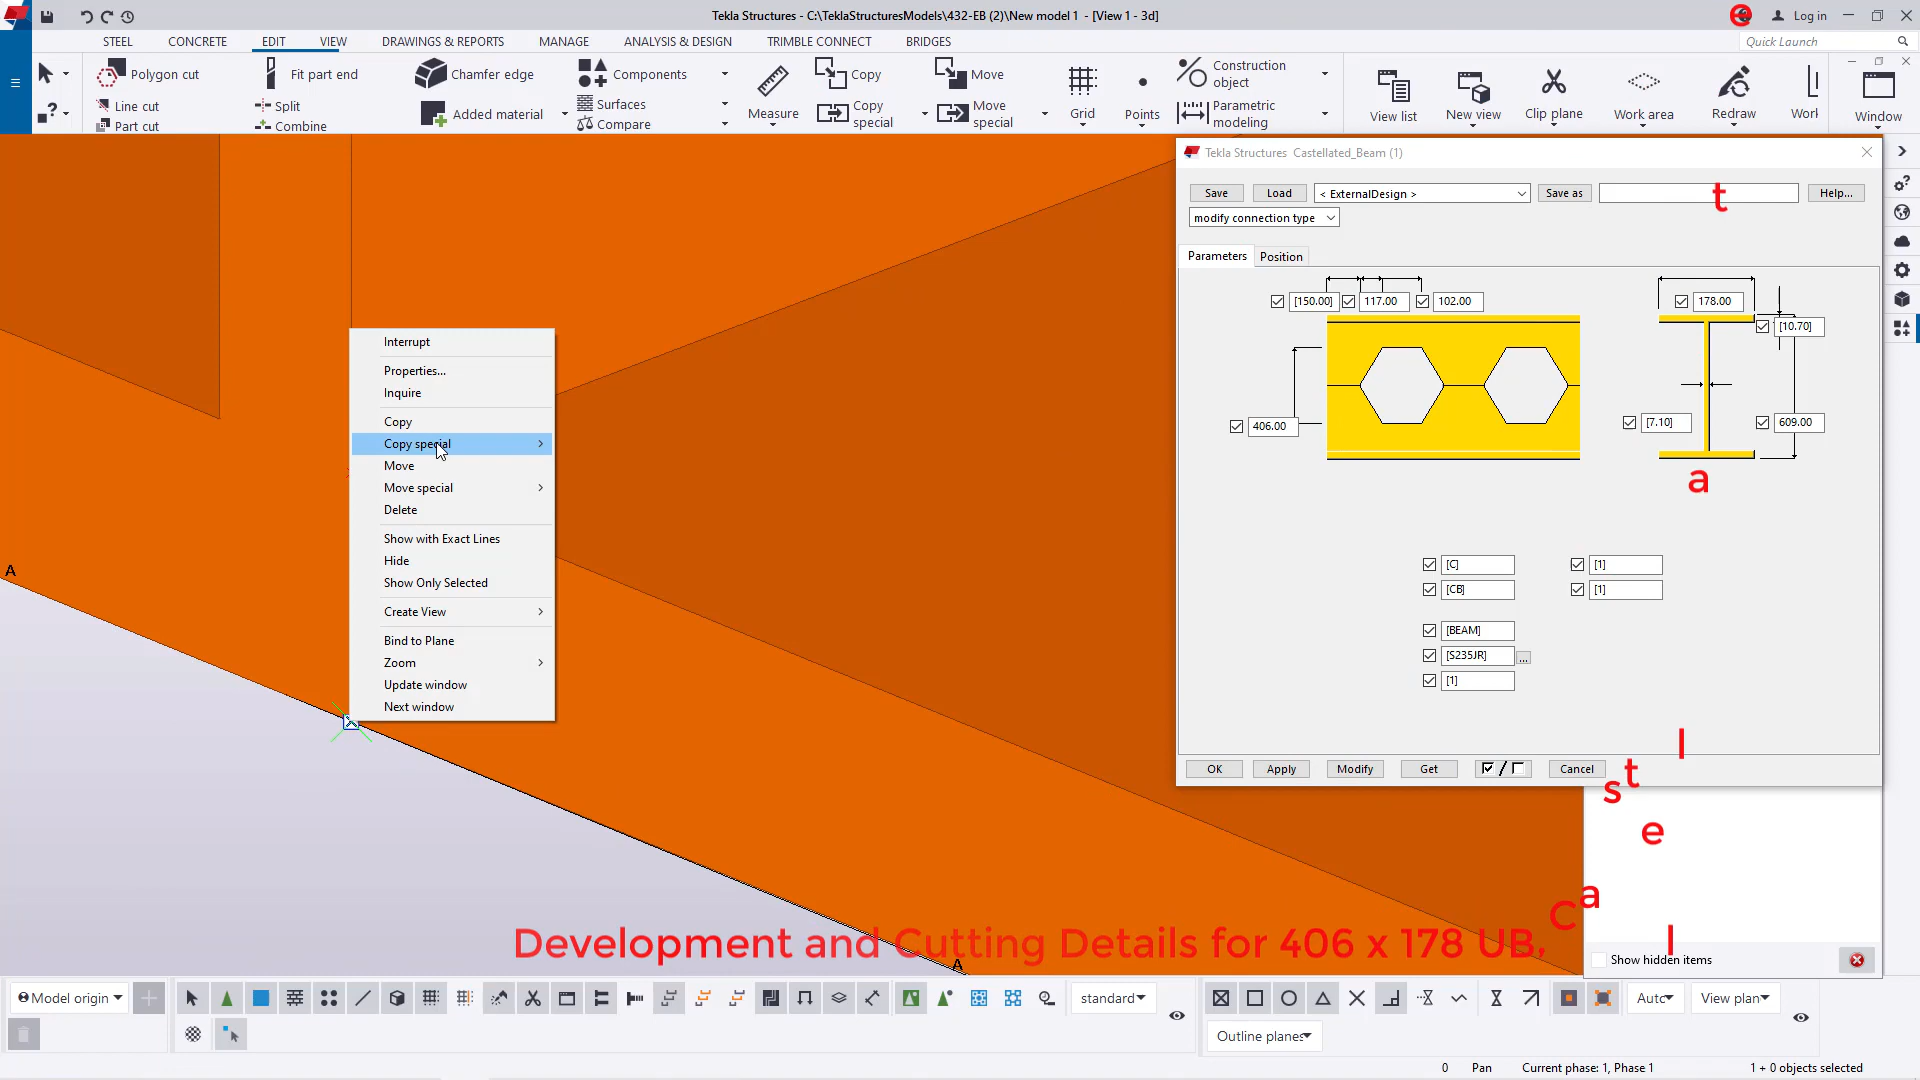 Tekla Structures - C:\TeklaStructuresModels\432-EB (2)\New model 1 - [View 1 - 3d]
Log in
STEEL CONCRETE EDIT VIEW DRAWINGS & REPORTS MANAGE ANALYSIS & DESIGN TRIMBLE CONNECT BRIDGES
Quick Launch
Polygon cut
Line cut
Part cut
Fit part end
Split
Combine
Chamfer edge
Added material
Components
Surfaces
Compare
Measure
Copy
Copy special
Move
Move special
Grid
Points
Construction object
Parametric modeling
View list
New view
Clip plane
Work area
Redraw
Work
Window
Tekla Structures Castellated_Beam (1)
Save Load < ExternalDesign > Save as Help...
modify connection type
Parameters Position
[150.00] 117.00 102.00 178.00
[10.70]
406.00 [7.10] 609.00
[C] [1]
[CB] [1]
[BEAM]
[S235JR] ...
[1]
OK Apply Modify Get / Cancel
Interrupt
Properties...
Inquire
Copy
Copy special
Move
Move special
Delete
Show with Exact Lines
Hide
Show Only Selected
Create View
Bind to Plane
Zoom
Update window
Next window
A
A
e
t
a
l
t
s
e
a
C
l
Development and Cutting Details for 406 x 178 UB,
Show hidden items
Model origin
standard
Auto
View plan
Outline planes
0 Pan Current phase: 1, Phase 1 1 + 0 objects selected